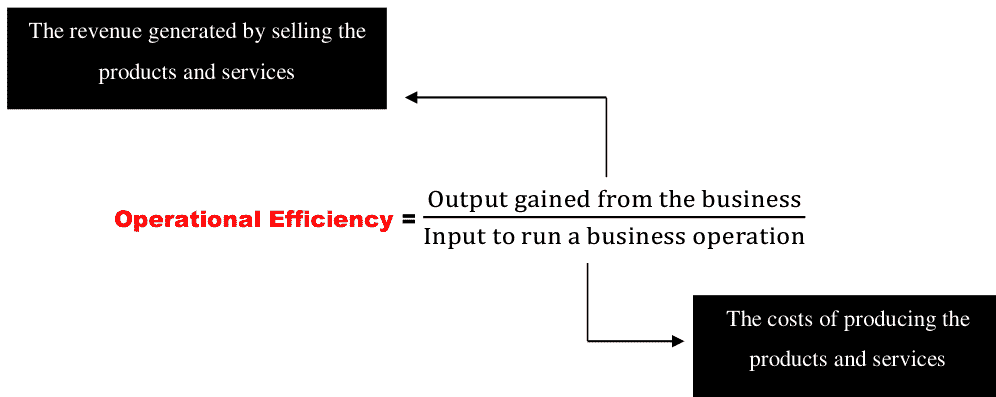 The revenue generated by selling the
products and services
Output gained from the business
Operational Efficiency =
Input to run a business operation
The costs of producing the
products and services